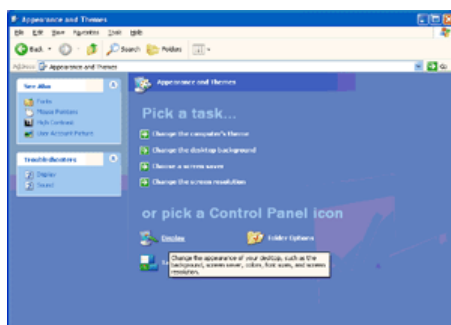 Appearance and Themes
File Edit View Favorites Tools Help
Back Search Folders
Address Appearance and Themes Go
See Also
Fonts
Mouse Pointers
High Contrast
User Account Picture
Troubleshooters
Display
Sound
Appearance and Themes
Pick a task...
Change the computer's theme
Change the desktop background
Choose a screen saver
Change the screen resolution
or pick a Control Panel icon
Display Folder Options
Change the appearance of your desktop, such as the
background, screen saver, colors, font sizes, and screen
resolution.